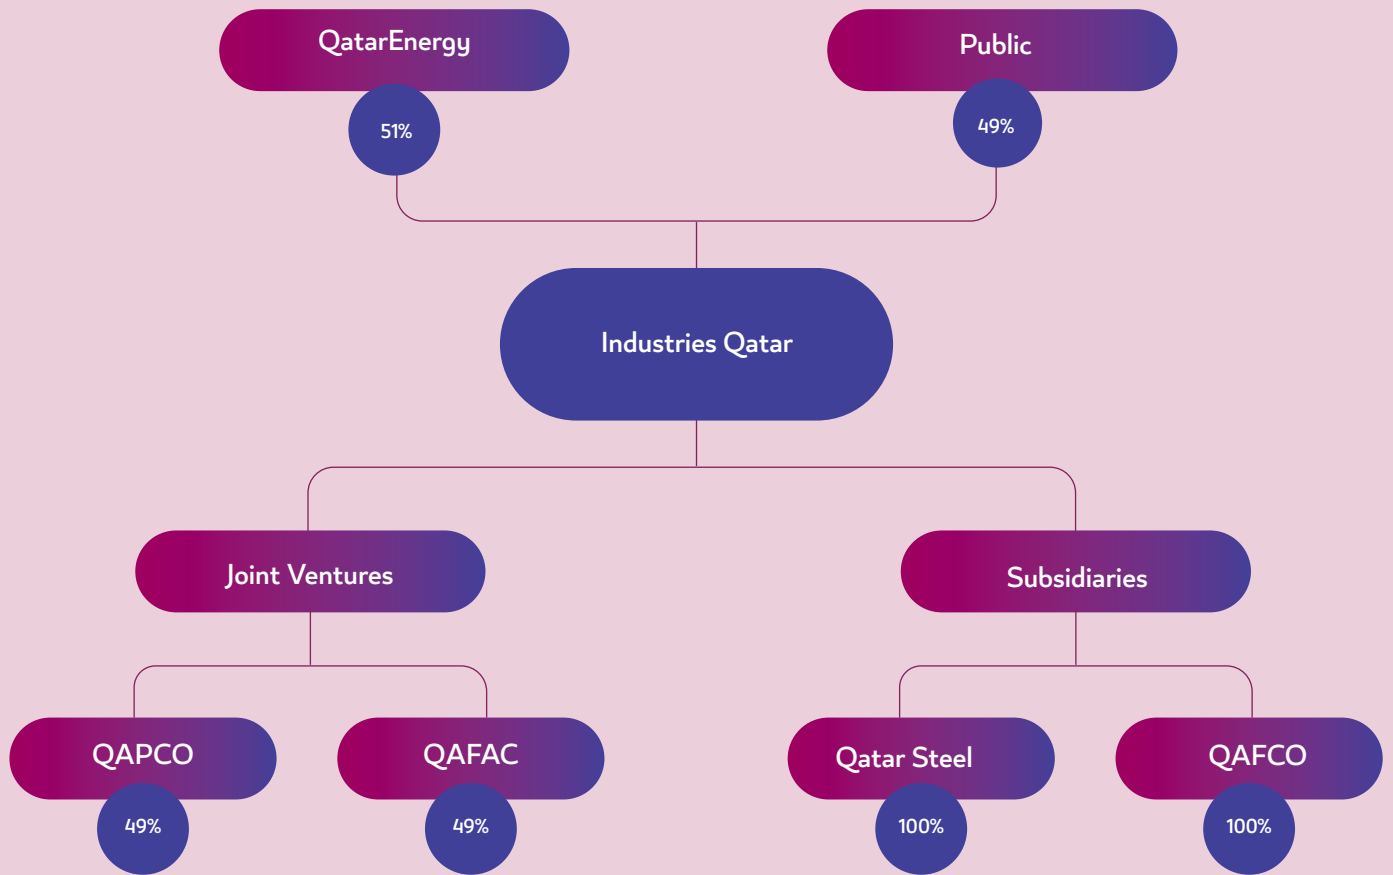 QatarEnergy
Public
51%
49%
Industries Qatar
Joint Ventures
Subsidiaries
QAPCO
QAFAC
Qatar Steel
QAFCO
49%
49%
100%
100%